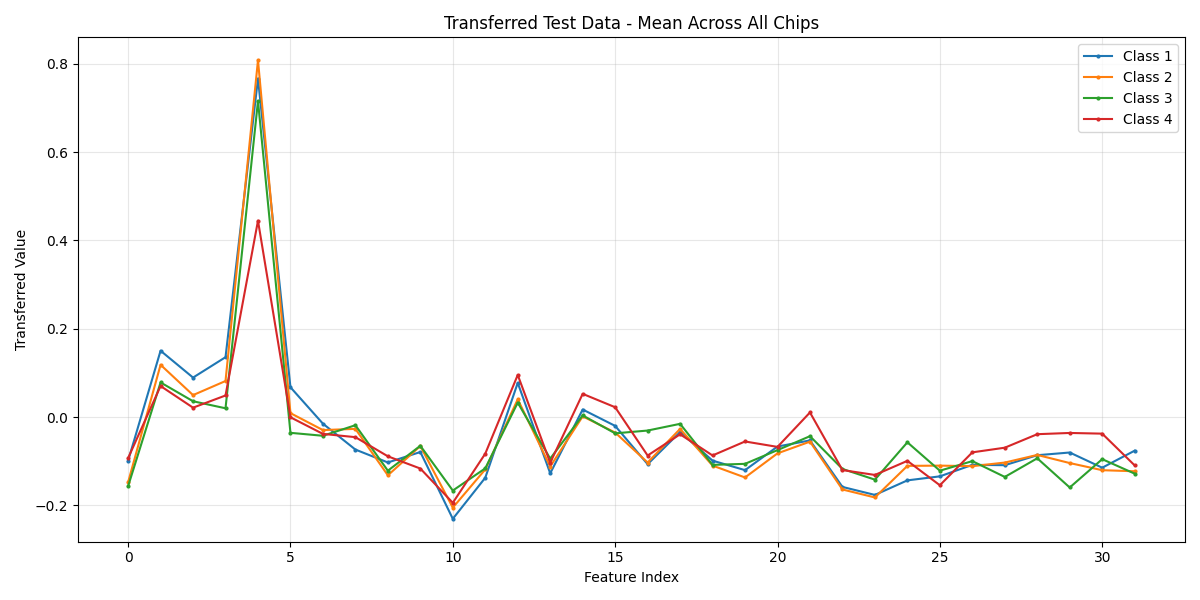 Transferred Test Data - Mean Across All Chips
Transferred Value
0.8
0.6
0.4
0.2
0.0
−0.2
0
5
10
15
20
25
30
Feature Index
Class 1
Class 2
Class 3
Class 4